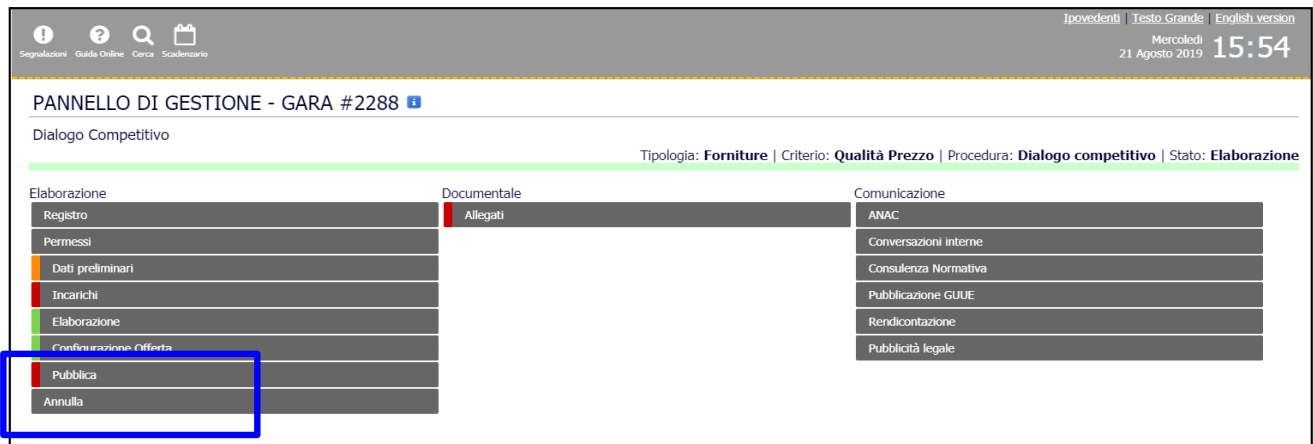 Ipovedenti | Testo Grande | English version
Segnalazioni Guida Online Cerca Scadenzario
Mercoledì
21 Agosto 2019 15:54
PANNELLO DI GESTIONE - GARA #2288
Dialogo Competitivo
Tipologia: Forniture | Criterio: Qualità Prezzo | Procedura: Dialogo competitivo | Stato: Elaborazione
Elaborazione
Registro
Permessi
Dati preliminari
Incarichi
Elaborazione
Configurazione Offerta
Pubblica
Annulla
Documentale
Allegati
Comunicazione
ANAC
Conversazioni interne
Consulenza Normativa
Pubblicazione GUUE
Rendicontazione
Pubblicità legale